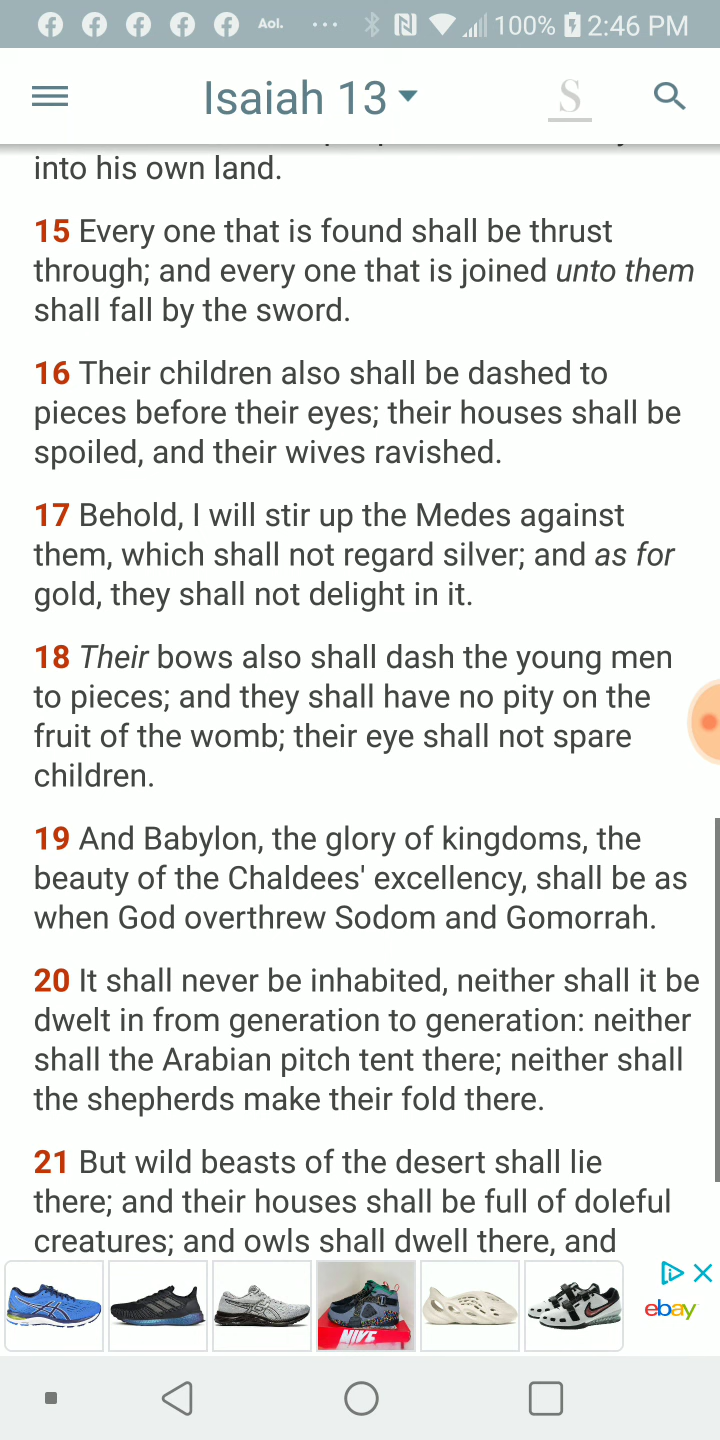 Aol. ... 100% 2:46 PM
Isaiah 13 S
into his own land.
15 Every one that is found shall be thrust
through; and every one that is joined unto them
shall fall by the sword.
16 Their children also shall be dashed to
pieces before their eyes; their houses shall be
spoiled, and their wives ravished.
17 Behold, I will stir up the Medes against
them, which shall not regard silver; and as for
gold, they shall not delight in it.
18 Their bows also shall dash the young men
to pieces; and they shall have no pity on the
fruit of the womb; their eye shall not spare
children.
19 And Babylon, the glory of kingdoms, the
beauty of the Chaldees' excellency, shall be as
when God overthrew Sodom and Gomorrah.
20 It shall never be inhabited, neither shall it be
dwelt in from generation to generation: neither
shall the Arabian pitch tent there; neither shall
the shepherds make their fold there.
21 But wild beasts of the desert shall lie
there; and their houses shall be full of doleful
creatures; and owls shall dwell there, and
ebay
NIKE